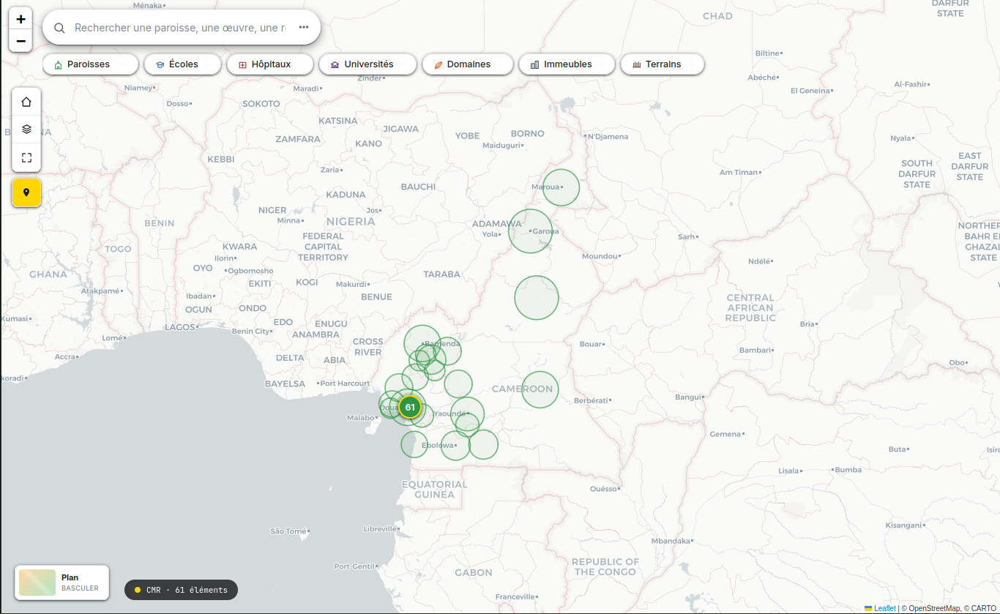 Ménaka
CHAD
DARFUR
STATE
+
−
Rechercher une paroisse, une œuvre, une r
Biltine
Paroisses
Écoles
Hôpitaux
Universités
Domaines
Immeubles
Terrains
Zinder
Abéché
Niamey
Maradi
El Geneina
Al-Fashir
Dosso
SOKOTO
KATSINA
JIGAWA
YOBE
BORNO
N'Djamena
ZAMFARA
KANO
Maiduguri
Nyala
KEBBI
SOUTH
DARFUR
STATE
EAST
DARFUR
STATE
Zaria
Am Timan
BAUCHI
Maroua
KADUNA
NIGER
Jos
Minna
NIGERIA
BENIN
ADAMAWA
Yola
Garoua
NORTHER
BAHR E
GHAZAL
STATE
FEDERAL
CAPITAL
TERRITORY
Sarh
KWARA
TOGO
Ilorin
Moundou
Ndélé
OYO
Ogbomosho
GHANA
TARABA
EKITI
KOGI
Makurdi
Atakpamé
Ibadan
BENUE
CENTRAL
AFRICAN
REPUBLIC
OGUN
ONDO
Kumasi
EDO
ENUGU
Bria
LAGOS
Benin City
ANAMBRA
Lomé
CROSS
RIVER
Bamenda
Bouar
Bambari
Accra
DELTA
ABIA
Obo
koradi
BAYELSA
Port Harcourt
CAMEROON
Berbérati
Bangui
Doua
61
Yaoundé
Malabo
Gemena
Ebolowa
Buta
Isiro
Lisala
Bumba
EQUATORIAL
GUINEA
Ouésso
São Tomé
Libreville
Kisangani
Mbandaka
Port-Gentil
GABON
REPUBLIC OF
THE CONGO
Plan
BASCULER
CMR · 61 éléments
Franceville
Leaflet | © OpenStreetMap, © CARTO